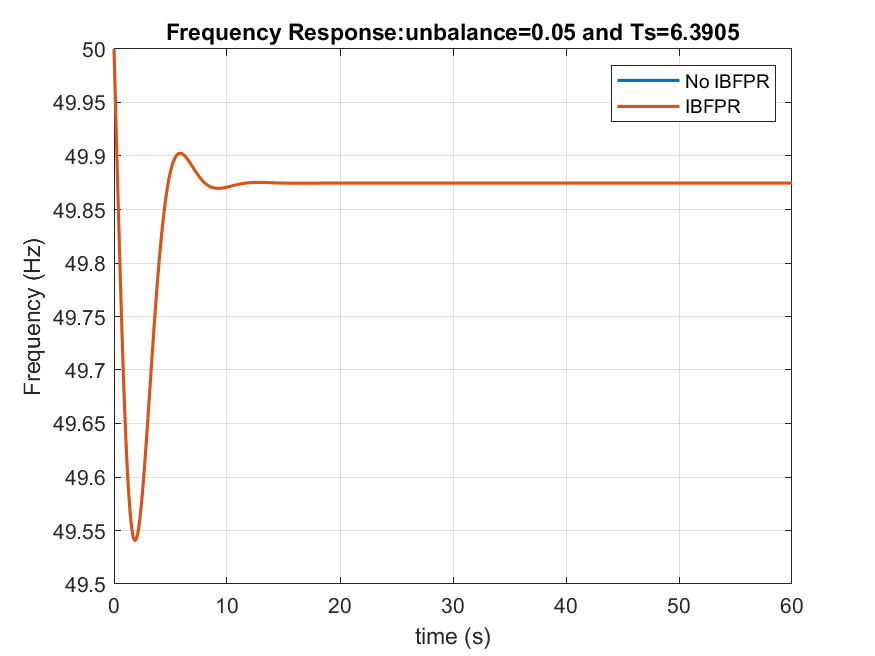 Frequency Response:unbalance=0.05 and Ts=6.3905
No IBFPR
IBFPR
50
49.95
49.9
49.85
49.8
49.75
49.7
49.65
49.6
49.55
49.5
Frequency (Hz)
0 10 20 30 40 50 60
time (s)